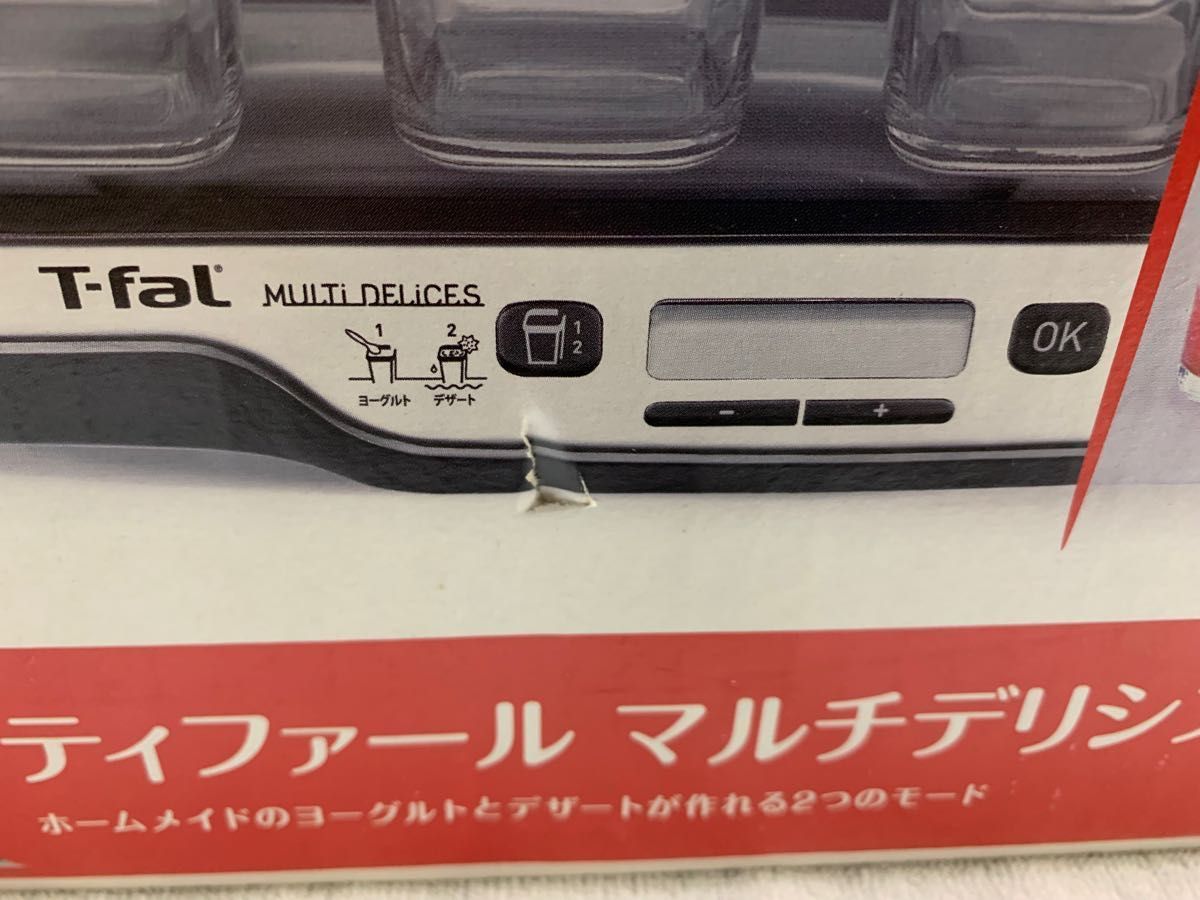 T-faL®
MULTi DELiCES
1 2
ヨーグルト デザート
1
2
OK
- +
ティファール マルチデリシ
ホームメイドのヨーグルトとデザートが作れる2つのモード